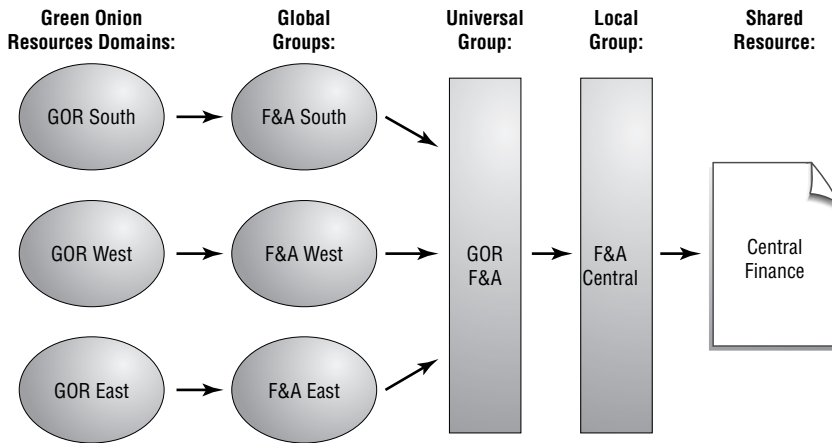 Green Onion
Resources Domains:
Global
Groups:
Universal
Group:
Local
Group:
Shared
Resource:
GOR South
F&A South
GOR West
F&A West
GOR
F&A
F&A
Central
Central
Finance
GOR East
F&A East